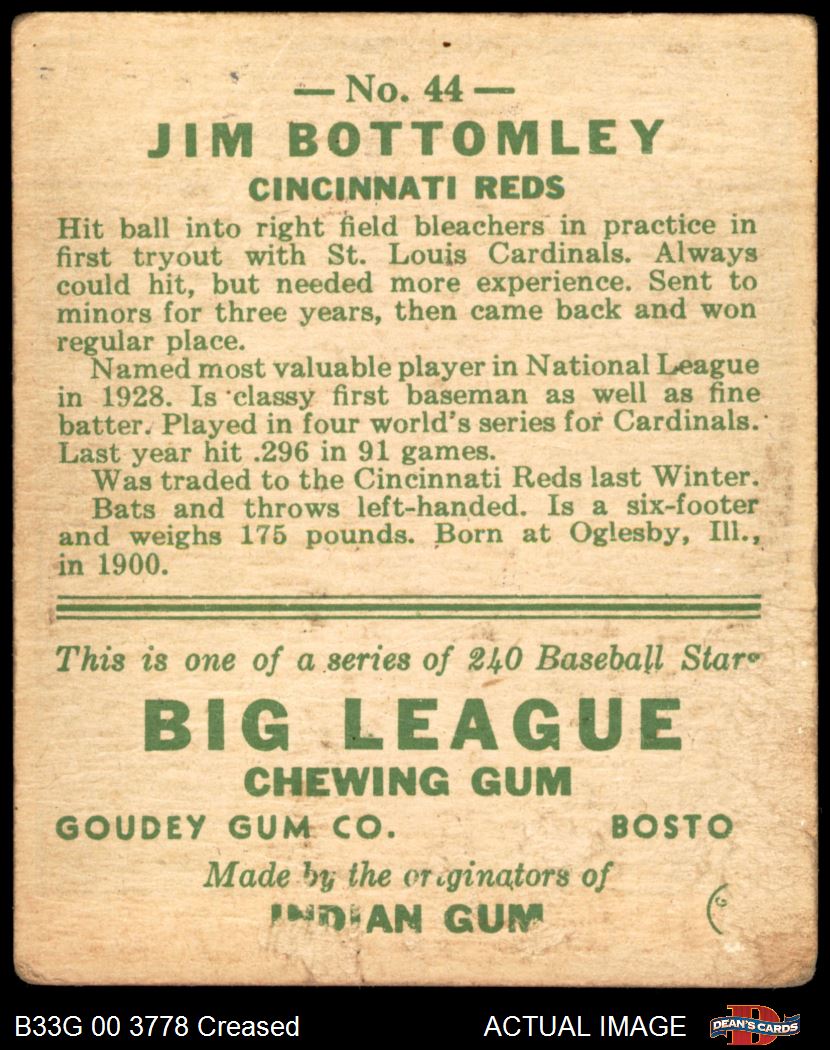 — No. 44 —
JIM BOTTOMLEY
CINCINNATI REDS
Hit ball into right field bleachers in practice in
first tryout with St. Louis Cardinals. Always
could hit, but needed more experience. Sent to
minors for three years, then came back and won
regular place.
Named most valuable player in National League
in 1928. Is classy first baseman as well as fine
batter. Played in four world's series for Cardinals.
Last year hit .296 in 91 games.
Was traded to the Cincinnati Reds last Winter.
Bats and throws left-handed. Is a six-footer
and weighs 175 pounds. Born at Oglesby, Ill.,
in 1900.
This is one of a series of 240 Baseball Stars
BIG LEAGUE
CHEWING GUM
GOUDEY GUM CO. BOSTO
Made by the originators of
INDIAN GUM
B33G 00 3778 Creased ACTUAL IMAGE D DEAN'S CARDS